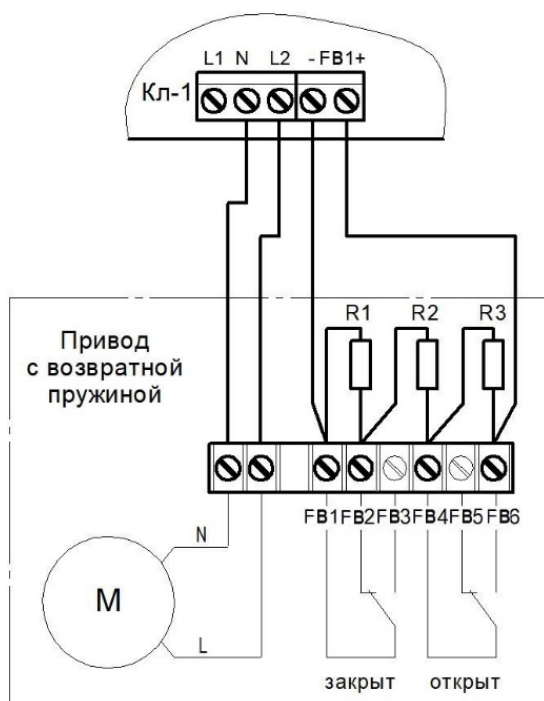 L1 N L2 - FB1+
Кл-1
R1 R2 R3
Привод
с возвратной
пружиной
FB1 FB2 FB3 FB4 FB5 FB6
N
М
L
закрыт открыт